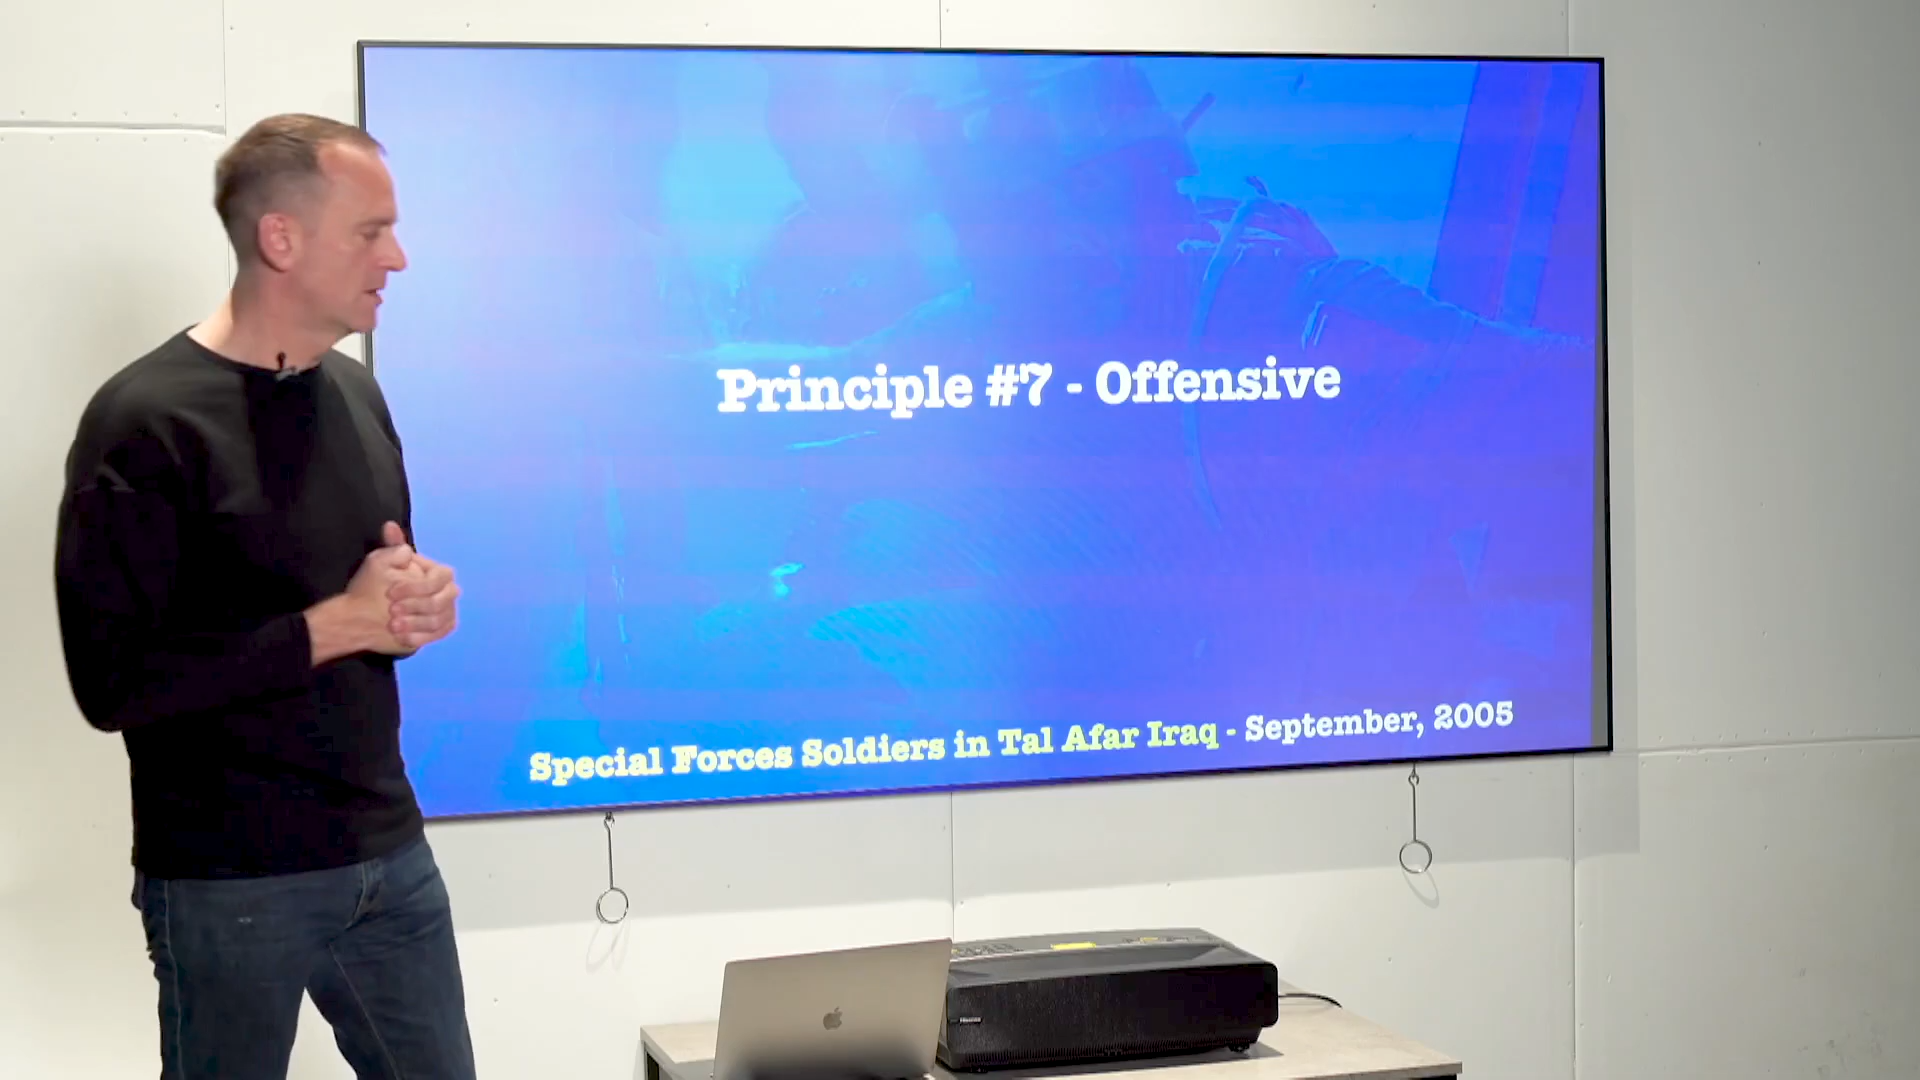 Principle #7 - Offensive
Special Forces Soldiers in Tal Afar Iraq - September, 2005